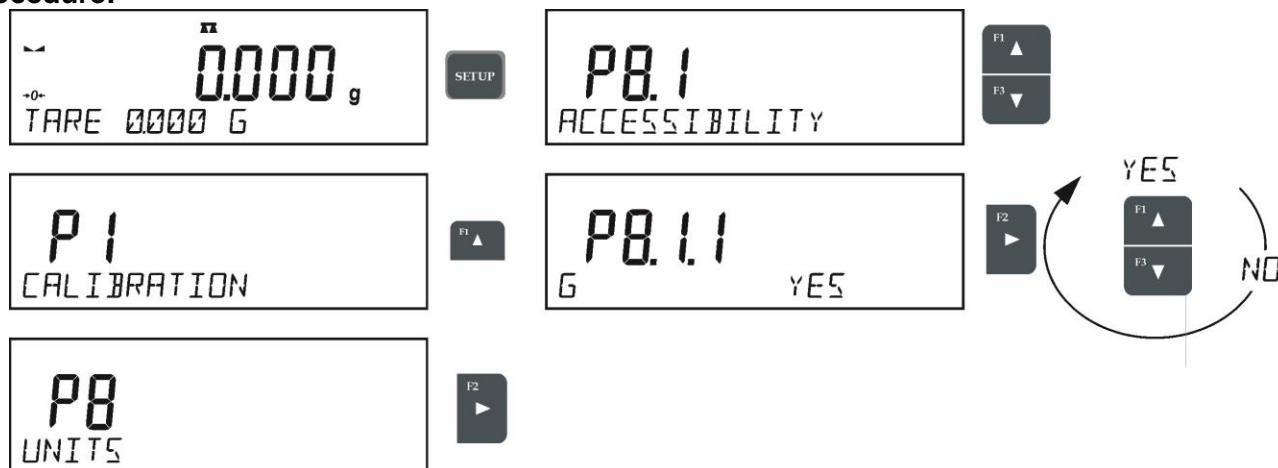 ocedure:
0.000 g
→0←
TARE 0.000 G
SETUP
P1
CALIBRATION
F1
P8
UNITS
F2
P8.1
ACCESSIBILITY
F1
F3
P8.1.1
G YES
F2
YES
F1
F3
NO